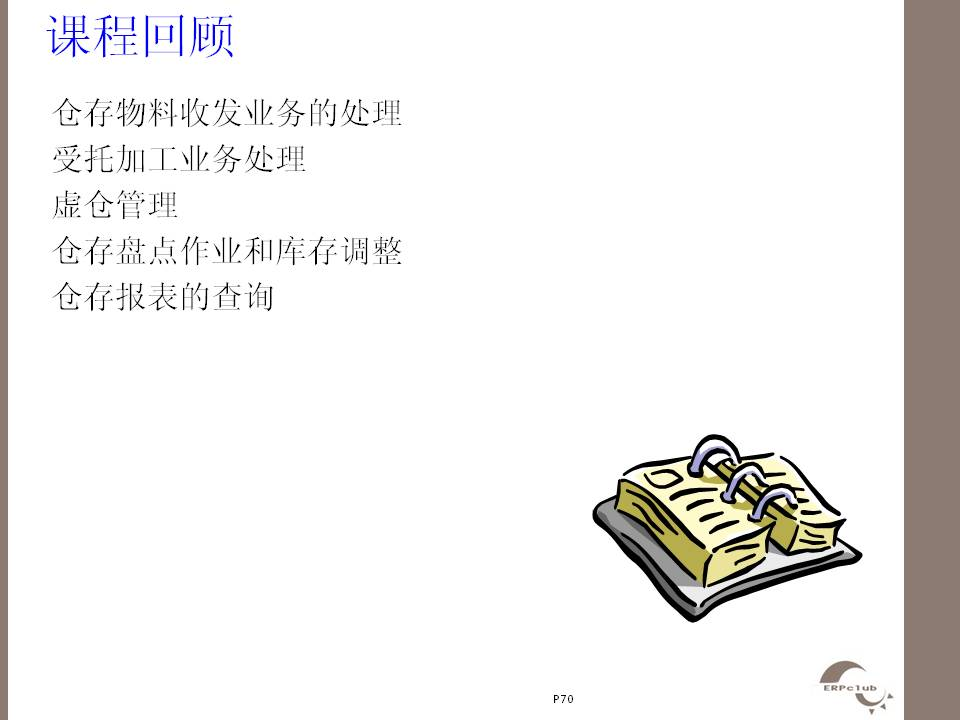 课程回顾
仓存物料收发业务的处理
受托加工业务处理
虚仓管理
仓存盘点作业和库存调整
仓存报表的查询
P70
ERPclub